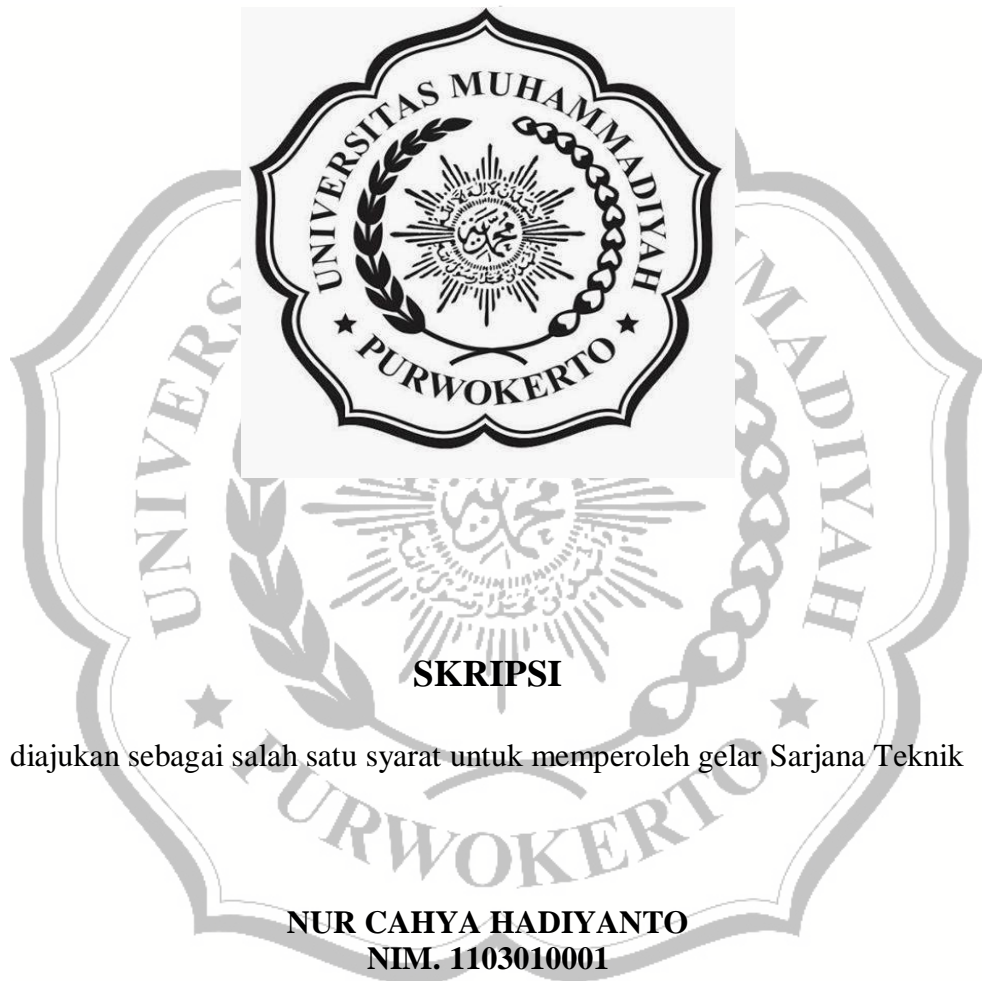 UNIVERSITAS MUHAMMADIYAH
★ PURWOKERTO ★
SKRIPSI
diajukan sebagai salah satu syarat untuk memperoleh gelar Sarjana Teknik
NUR CAHYA HADIYANTO
NIM. 1103010001